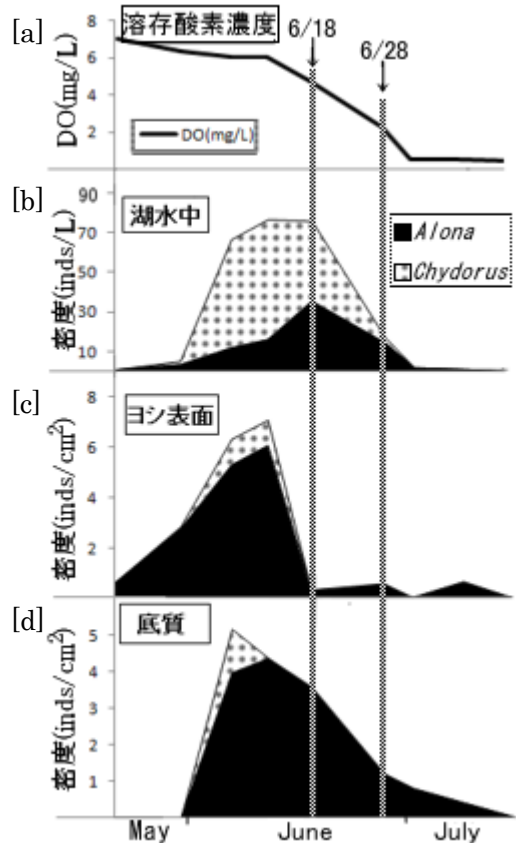 [a]
溶存酸素濃度
6/18
6/28
DO(mg/L)
8
6
4
2
DO(mg/L)
[b]
湖水中
密度(inds/L)
90
70
50
30
10
Alona
Chydorus
[c]
ヨシ表面
密度(inds/cm²)
8
6
4
2
[d]
底質
密度(inds/cm²)
5
4
3
2
1
May June July